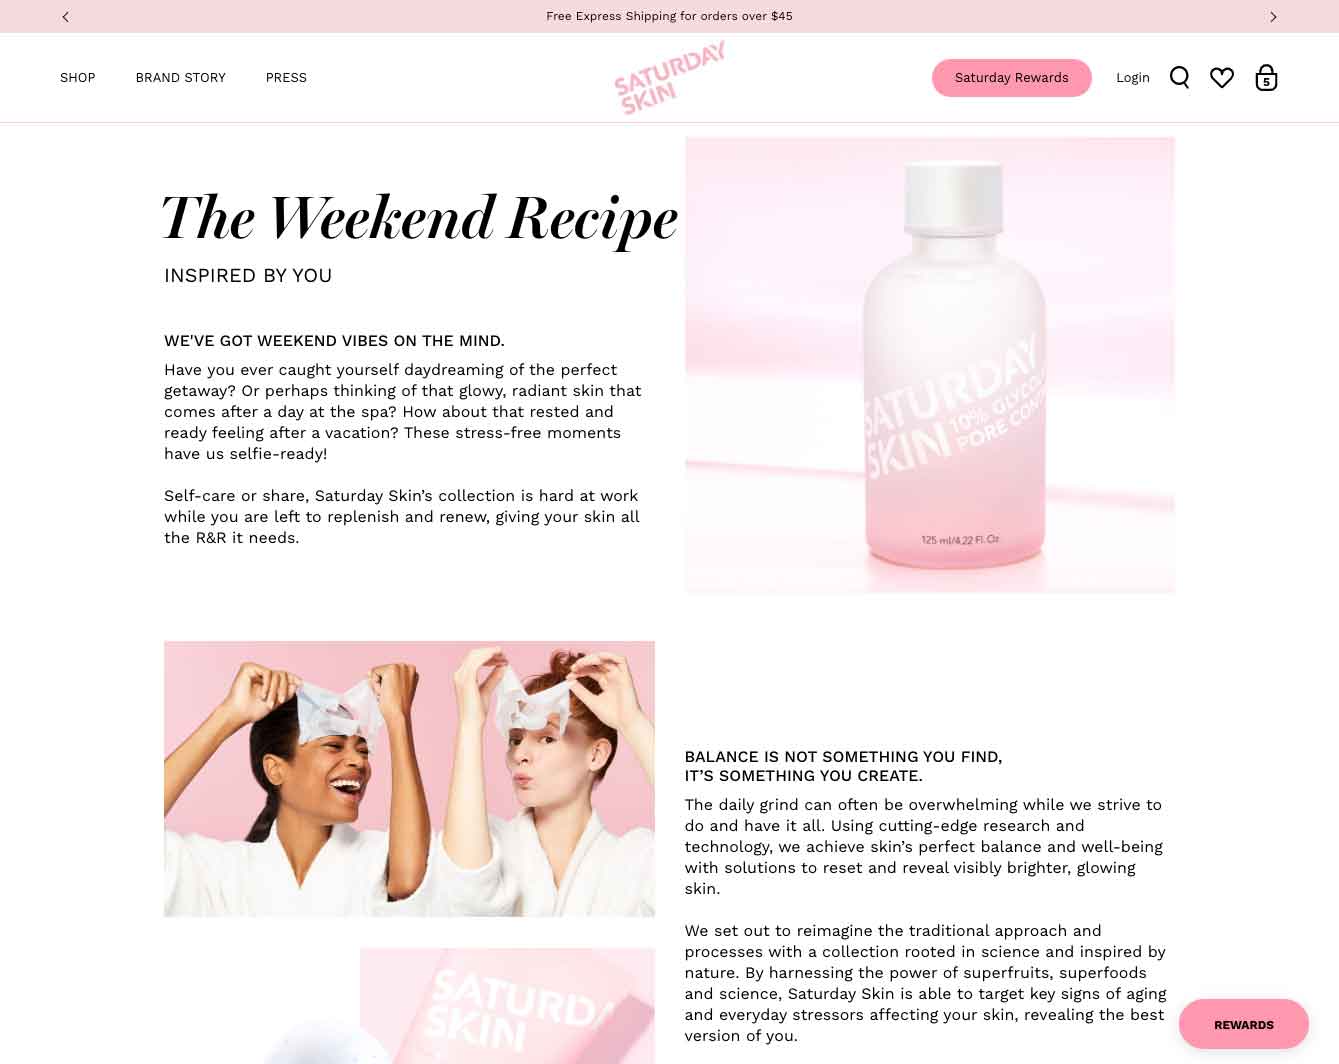 Free Express Shipping for orders over $45
SHOP
BRAND STORY
PRESS
SATURDAY
SKIN
Saturday Rewards
Login
5
The Weekend Recipe
INSPIRED BY YOU
WE'VE GOT WEEKEND VIBES ON THE MIND.
Have you ever caught yourself daydreaming of the perfect
getaway? Or perhaps thinking of that glowy, radiant skin that
comes after a day at the spa? How about that rested and
ready feeling after a vacation? These stress-free moments
have us selfie-ready!
Self-care or share, Saturday Skin’s collection is hard at work
while you are left to replenish and renew, giving your skin all
the R&R it needs.
SATURDAY
SKIN
10%
PORE
125 ml/4.22 Fl. Oz.
BALANCE IS NOT SOMETHING YOU FIND,
IT’S SOMETHING YOU CREATE.
The daily grind can often be overwhelming while we strive to
do and have it all. Using cutting-edge research and
technology, we achieve skin’s perfect balance and well-being
with solutions to reset and reveal visibly brighter, glowing
skin.
We set out to reimagine the traditional approach and
processes with a collection rooted in science and inspired by
nature. By harnessing the power of superfruits, superfoods
and science, Saturday Skin is able to target key signs of aging
and everyday stressors affecting your skin, revealing the best
version of you.
SATURDA
SKIN
REWARDS